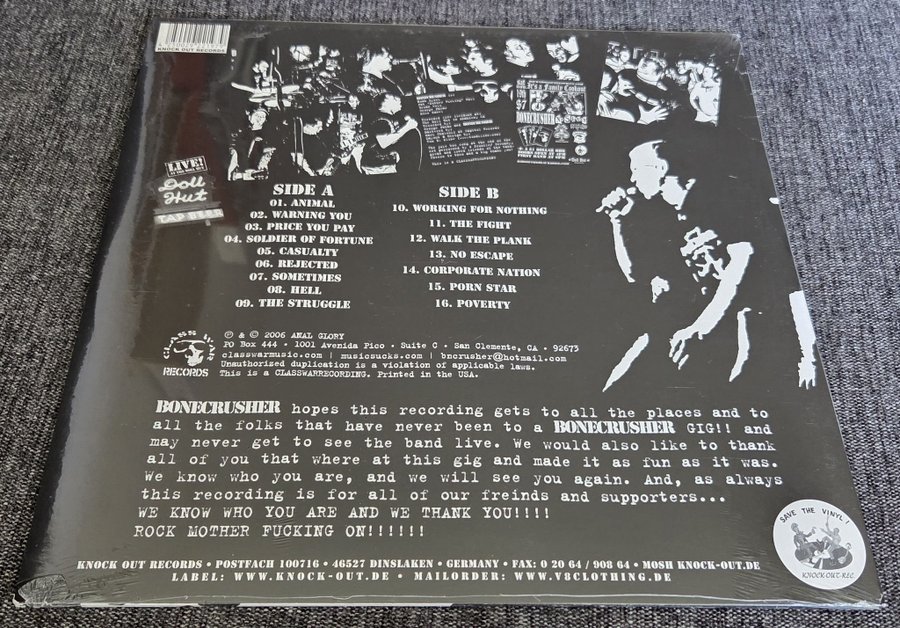 KNOCK OUT RECORDS
It's a Family Cookout
$7
BONECRUSHER
LIVE!
Doll
Hut
TAP BEER
SIDE A
01. ANIMAL
02. WARNING YOU
03. PRICE YOU PAY
04. SOLDIER OF FORTUNE
05. CASUALTY
06. REJECTED
07. SOMETIMES
08. HELL
09. THE STRUGGLE
SIDE B
10. WORKING FOR NOTHING
11. THE FIGHT
12. WALK THE PLANK
13. NO ESCAPE
14. CORPORATE NATION
15. PORN STAR
16. POVERTY
CLASS WAR
RECORDS
℗ & © 2006 ANAL GLORY
PO Box 444 · 1001 Avenida Pico · Suite C · San Clemente, CA · 92673
classwarmusic.com | musicsucks.com | bncrusher@hotmail.com
Unauthorized duplication is a violation of applicable laws.
This is a CLASSWARRECORDING. Printed in the USA.
BONECRUSHER hopes this recording gets to all the places and to
all the folks that have never been to a BONECRUSHER GIG!! and
may never get to see the band live. We would also like to thank
all of you that where at this gig and made it as fun as it was.
We know who you are, and we will see you again. And, as always
this recording is for all of our freinds and supporters...
WE KNOW WHO YOU ARE AND WE THANK YOU!!!!
ROCK MOTHER FUCKING ON!!!!!!
SAVE THE VINYL!
KNOCK-OUT-REC.
KNOCK OUT RECORDS • POSTFACH 100716 • 46527 DINSLAKEN • GERMANY • FAX: 0 20 64 / 908 64 • MOSH KNOCK-OUT.DE
LABEL: WWW.KNOCK-OUT.DE • MAILORDER: WWW.V8CLOTHING.DE